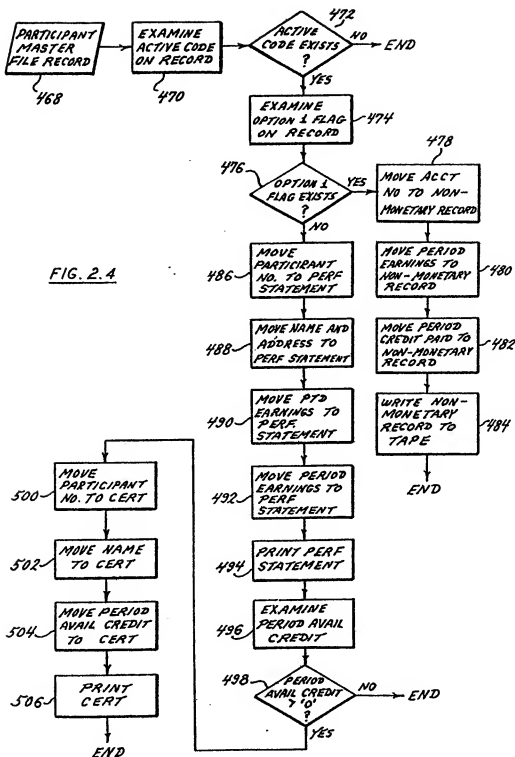 PARTICIPANT
MASTER
FILE RECORD
468
EXAMINE
ACTIVE CODE
ON RECORD
470
472
ACTIVE
CODE EXISTS
?
NO
END
YES
EXAMINE
OPTION 1 FLAG
ON RECORD
474
476
OPTION 1
FLAG EXISTS
?
YES
NO
478
MOVE ACCT
NO TO NON-
MONETARY RECORD
MOVE PERIOD
EARNINGS TO
NON-MONETARY
RECORD
480
MOVE PERIOD
CREDIT PAID TO
NON-MONETARY
RECORD
482
WRITE NON-
MONETARY
RECORD TO
TAPE
484
END
FIG. 2.4
486
MOVE
PARTICIPANT
NO. TO PERF
STATEMENT
488
MOVE NAME AND
ADDRESS TO
PERF STATEMENT
490
MOVE PTD
EARNINGS TO
PERF.
STATEMENT
492
MOVE PERIOD
EARNINGS TO
PERF
STATEMENT
494
PRINT PERF
STATEMENT
496
EXAMINE
PERIOD AVAIL
CREDIT
498
PERIOD
AVAIL CREDIT
> '0'
?
NO
END
YES
500
MOVE
PARTICIPANT
NO. TO CERT
502
MOVE NAME
TO CERT
504
MOVE PERIOD
AVAIL CREDIT
TO CERT
506
PRINT
CERT
END